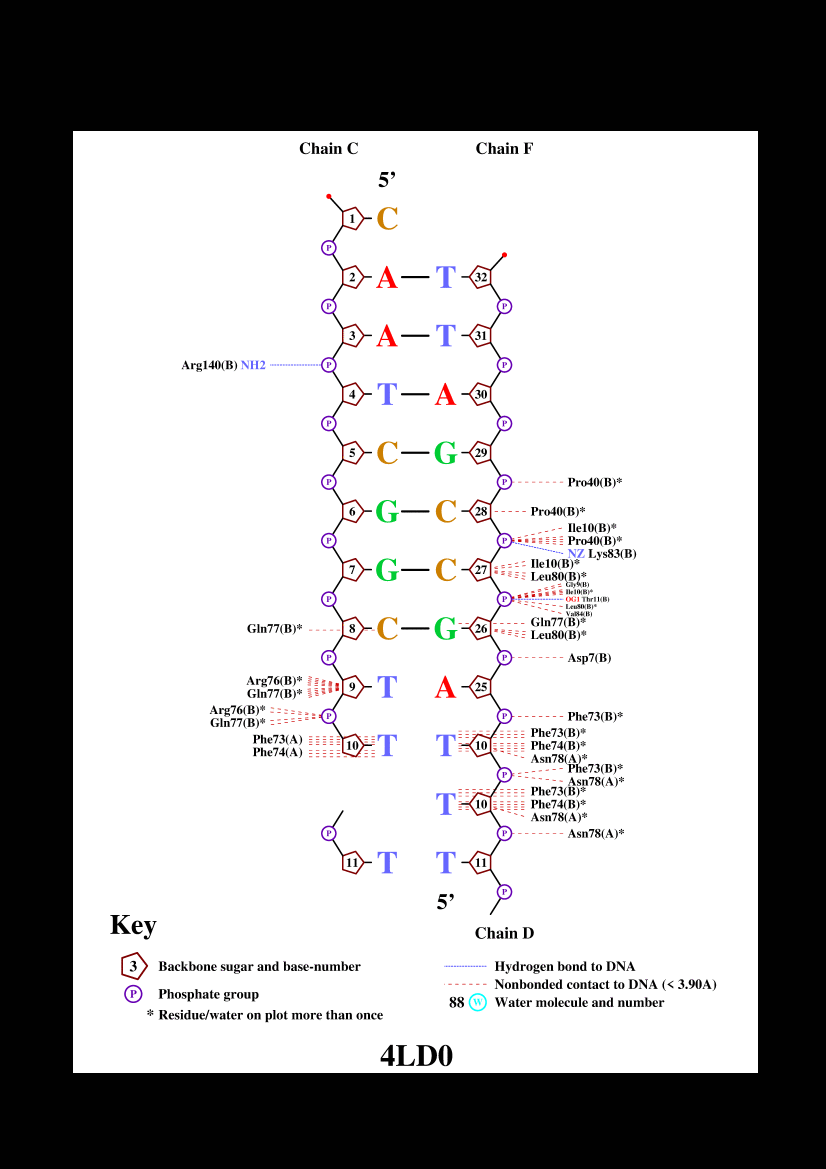 Chain C Chain F
5’
1 C
P
2 A T 32
P P
3 A T 31
Arg140(B) NH2 P P
4 T A 30
P P
5 C G 29
P P Pro40(B)*
6 G C 28 Pro40(B)*
Ile10(B)*
P P Pro40(B)*
NZ Lys83(B)
Ile10(B)*
7 G C 27
Leu80(B)*
Gly9(B)
Ile10(B)*
P P OG1 Thr11(B)
Leu80(B)*
Val84(B)
Gln77(B)*
Gln77(B)* 8 C G 26
Leu80(B)*
P P Asp7(B)
Arg76(B)*
9 T A 25
Gln77(B)*
Arg76(B)*
P P Phe73(B)*
Gln77(B)*
Phe73(A) Phe73(B)*
10 T T 10 Phe74(B)*
Phe74(A) Asn78(A)*
Phe73(B)*
P
Asn78(A)*
Phe73(B)*
T 10 Phe74(B)*
Asn78(A)*
P P Asn78(A)*
11 T T 11
P
5’
Chain D
Key
3 Backbone sugar and base-number
P Phosphate group
* Residue/water on plot more than once
Hydrogen bond to DNA
Nonbonded contact to DNA (< 3.90A)
88 W Water molecule and number
4LD0